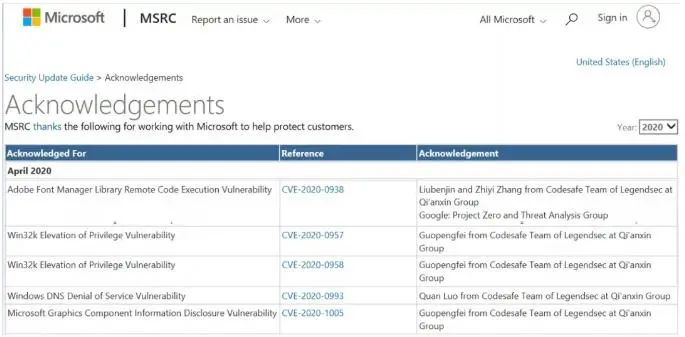 Microsoft | MSRC Report an issue More All Microsoft Sign in
United States (English)
Security Update Guide > Acknowledgements
Acknowledgements
MSRC thanks the following for working with Microsoft to help protect customers.
Year: 2020
Acknowledged For Reference Acknowledgement
April 2020
Adobe Font Manager Library Remote Code Execution Vulnerability CVE-2020-0938 Liubenjin and Zhiyi Zhang from Codesafe Team of Legendsec at
Qi'anxin Group
Google: Project Zero and Threat Analysis Group
Win32k Elevation of Privilege Vulnerability CVE-2020-0957 Guopengfei from Codesafe Team of Legendsec at Qi'anxin
Group
Win32k Elevation of Privilege Vulnerability CVE-2020-0958 Guopengfei from Codesafe Team of Legendsec at Qi'anxin
Group
Windows DNS Denial of Service Vulnerability CVE-2020-0993 Quan Luo from Codesafe Team of Legendsec at Qi'anxin Group
Microsoft Graphics Component Information Disclosure Vulnerability CVE-2020-1005 Guopengfei from Codesafe Team of Legendsec at Qi'anxin
Group